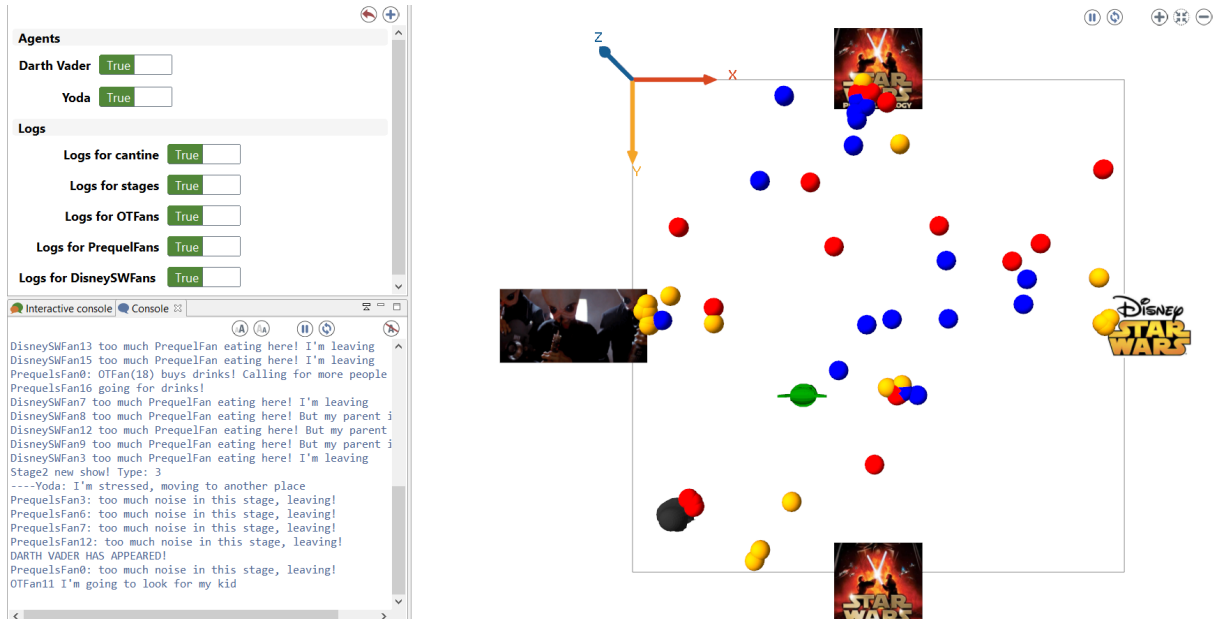 Agents
Darth Vader True
Yoda True
Logs
Logs for cantine True
Logs for stages True
Logs for OTFans True
Logs for PrequelFans True
Logs for DisneySWFans True
Interactive console Console
DisneySWFan13 too much PrequelFan eating here! I'm leaving
DisneySWFan15 too much PrequelFan eating here! I'm leaving
PrequelsFan0: OTFan(18) buys drinks! Calling for more people
PrequelsFan16 going for drinks!
DisneySWFan7 too much PrequelFan eating here! I'm leaving
DisneySWFan8 too much PrequelFan eating here! But my parent i
DisneySWFan12 too much PrequelFan eating here! But my parent
DisneySWFan9 too much PrequelFan eating here! But my parent i
DisneySWFan3 too much PrequelFan eating here! I'm leaving
Stage2 new show! Type: 3
----Yoda: I'm stressed, moving to another place
PrequelsFan3: too much noise in this stage, leaving!
PrequelsFan6: too much noise in this stage, leaving!
PrequelsFan7: too much noise in this stage, leaving!
PrequelsFan12: too much noise in this stage, leaving!
DARTH VADER HAS APPEARED!
PrequelsFan0: too much noise in this stage, leaving!
OTFan11 I'm going to look for my kid
Z
X
Y
STAR
WARS
Disney
STAR
WARS
STAR
WARS